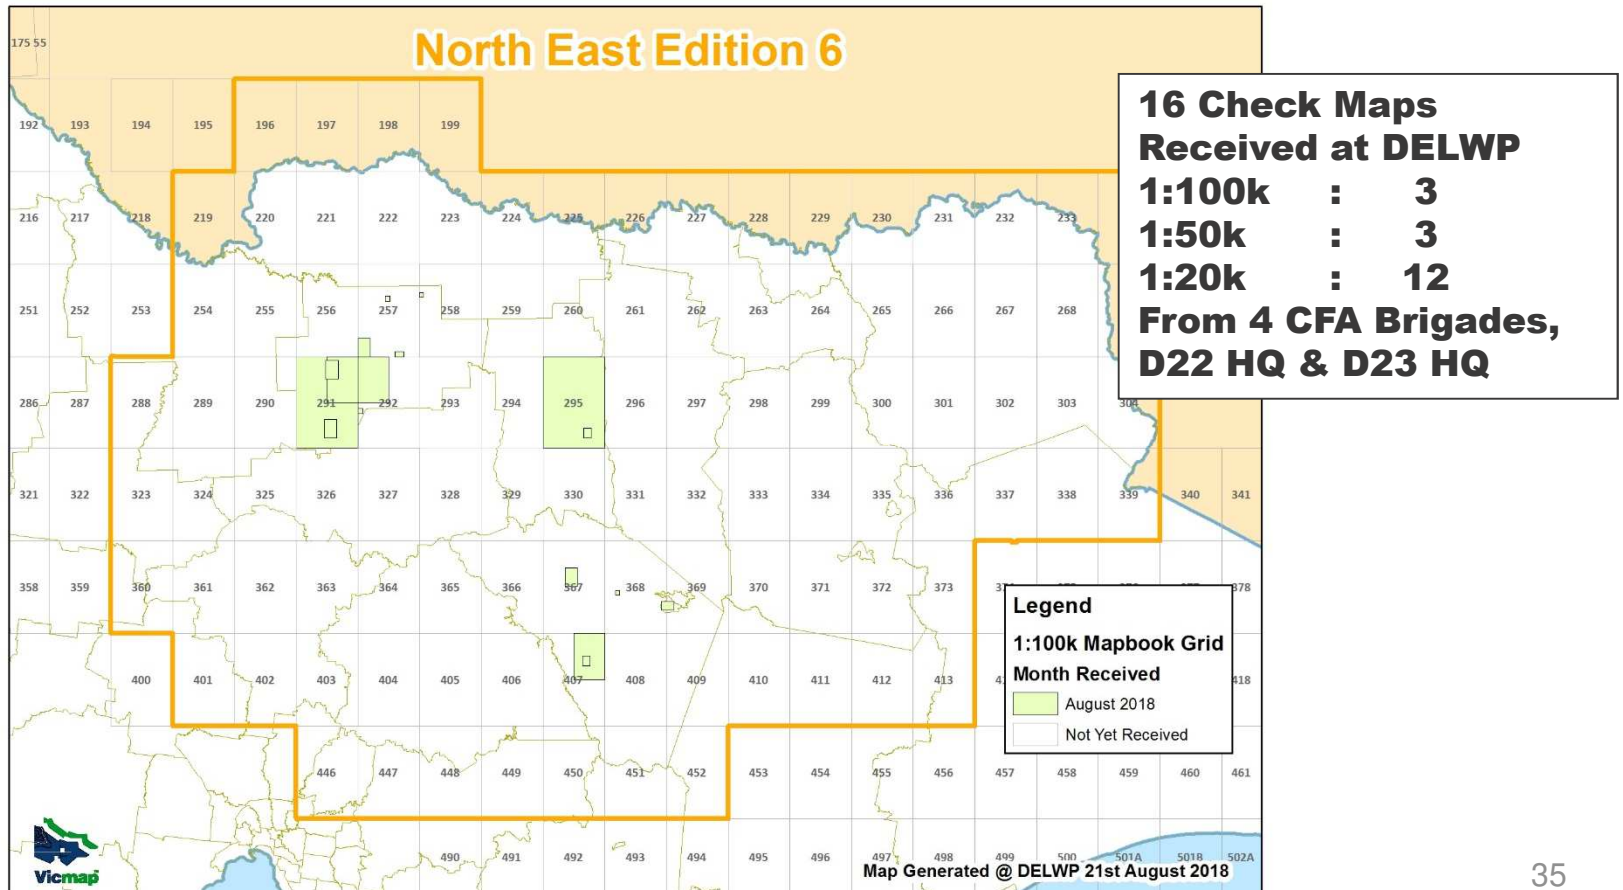 North East Edition 6
175 55
192 193 194 195 196 197 198 199
216 217 218 219 220 221 222 223 224 225 226 227 228 229 230 231 232 233
251 252 253 254 255 256 257 258 259 260 261 262 263 264 265 266 267 268
286 287 288 289 290 291 292 293 294 295 296 297 298 299 300 301 302 303 304
321 322 323 324 325 326 327 328 329 330 331 332 333 334 335 336 337 338 339 340 341
358 359 360 361 362 363 364 365 366 367 368 369 370 371 372 373 378
400 401 402 403 404 405 406 407 408 409 410 411 412 413 418
446 447 448 449 450 451 452 453 454 455 456 457 458 459 460 461
490 491 492 493 494 495 496 497 498 499 500 501A 501B 502A
16 Check Maps
Received at DELWP
1:100k : 3
1:50k : 3
1:20k : 12
From 4 CFA Brigades,
D22 HQ & D23 HQ
Legend
1:100k Mapbook Grid
Month Received
August 2018
Not Yet Received
Vicmap
Map Generated @ DELWP 21st August 2018
35